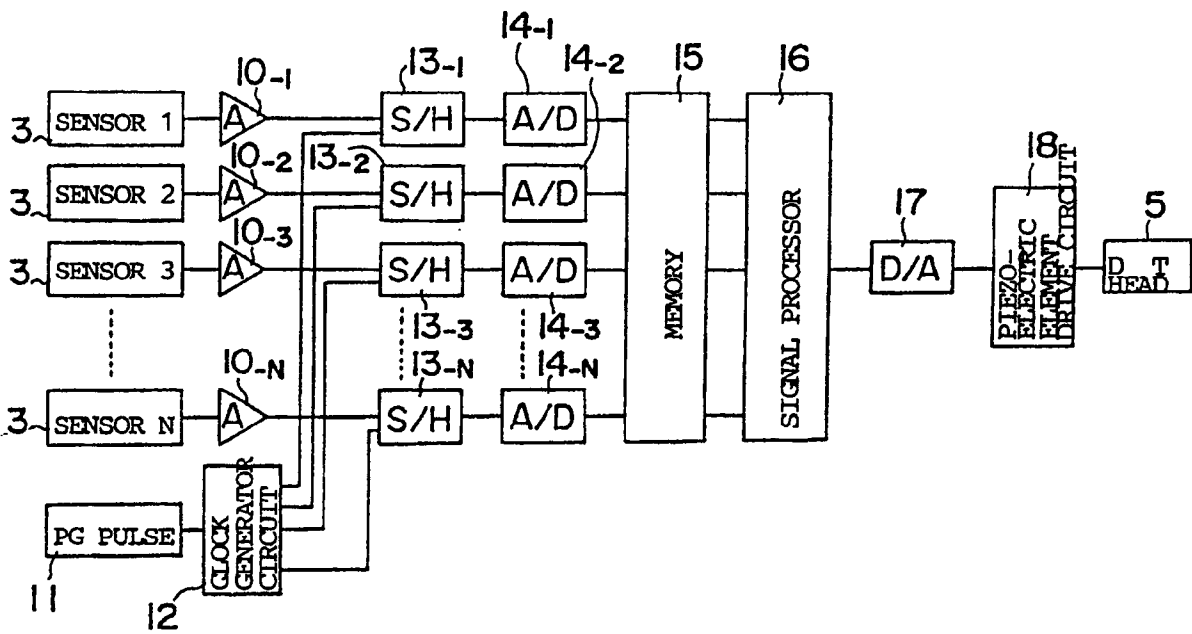 14-1
10-1
13-1
14-2
15
16
3
SENSOR 1
A
S/H
A/D
10-2
13-2
3
SENSOR 2
A
S/H
A/D
18
10-3
17
5
3
SENSOR 3
A
S/H
A/D
MEMORY
SIGNAL PROCESSOR
D/A
PIEZO-
ELECTRIC
ELEMENT
DRIVE CIRCUIT
D T
HEAD
13-3
14-3
10-N
13-N
14-N
3
SENSOR N
A
S/H
A/D
PG PULSE
CLOCK
GENERATOR
CIRCUIT
11
12